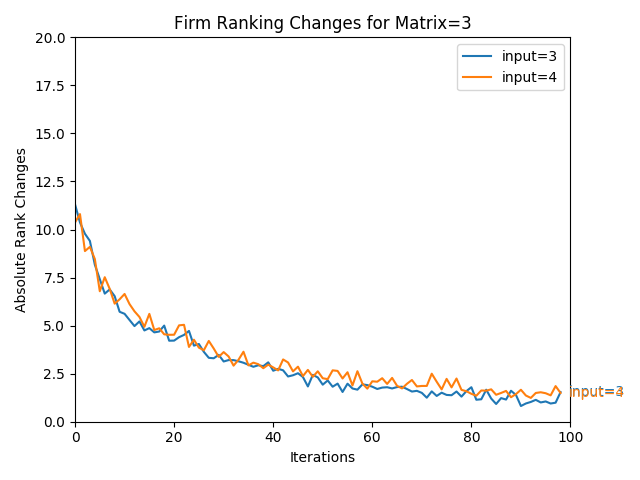 Firm Ranking Changes for Matrix=3
input=3
input=4
Absolute Rank Changes
20.0
17.5
15.0
12.5
10.0
7.5
5.0
2.5
0.0
input=3
0
20
40
60
80
100
Iterations